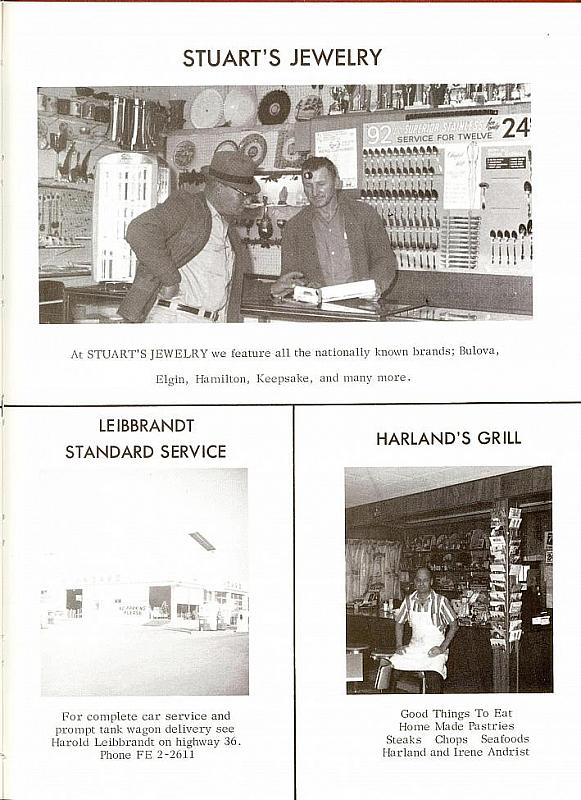 STUART'S JEWELRY
92
SUPERIOR STAINLESS
SERVICE FOR TWELVE
24
At STUART'S JEWELRY we feature all the nationally known brands; Bulova,
Elgin, Hamilton, Keepsake, and many more.
LEIBBRANDT
STANDARD SERVICE
NO PARKING
PLEASE
For complete car service and
prompt tank wagon delivery see
Harold Leibbrandt on highway 36.
Phone FE 2-2611
HARLAND'S GRILL
Good Things To Eat
Home Made Pastries
Steaks Chops Seafoods
Harland and Irene Andrist